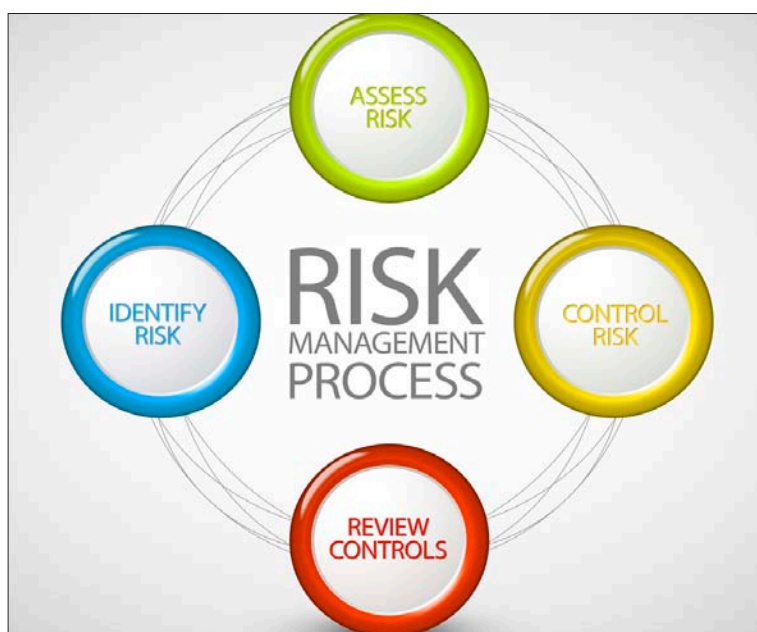 ASSESS
RISK
IDENTIFY
RISK
RISK
MANAGEMENT
PROCESS
CONTROL
RISK
REVIEW
CONTROLS